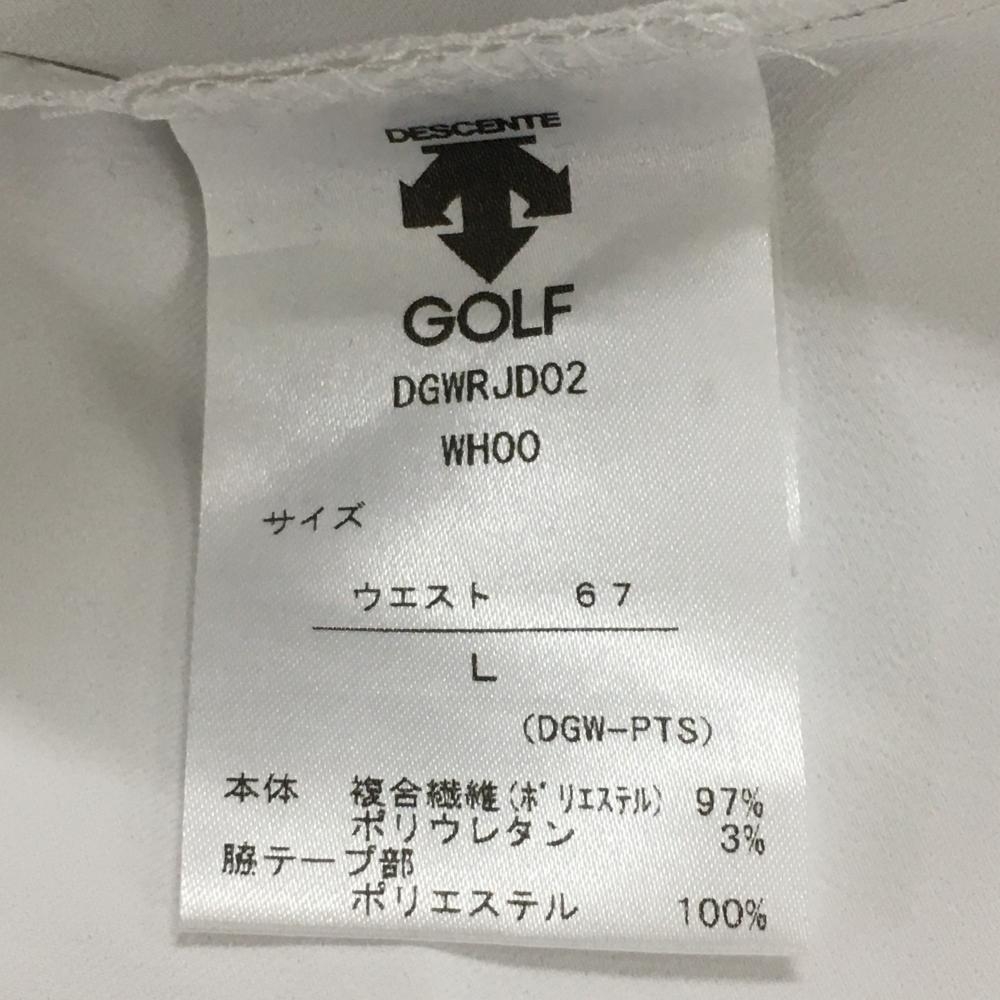 DESCENTE
GOLF
DGWRJD02
WH00
サイズ
ウエスト 67
L
(DGW-PTS)
本体 複合繊維(ポリエステル) 97%
ポリウレタン 3%
脇テープ部
ポリエステル 100%